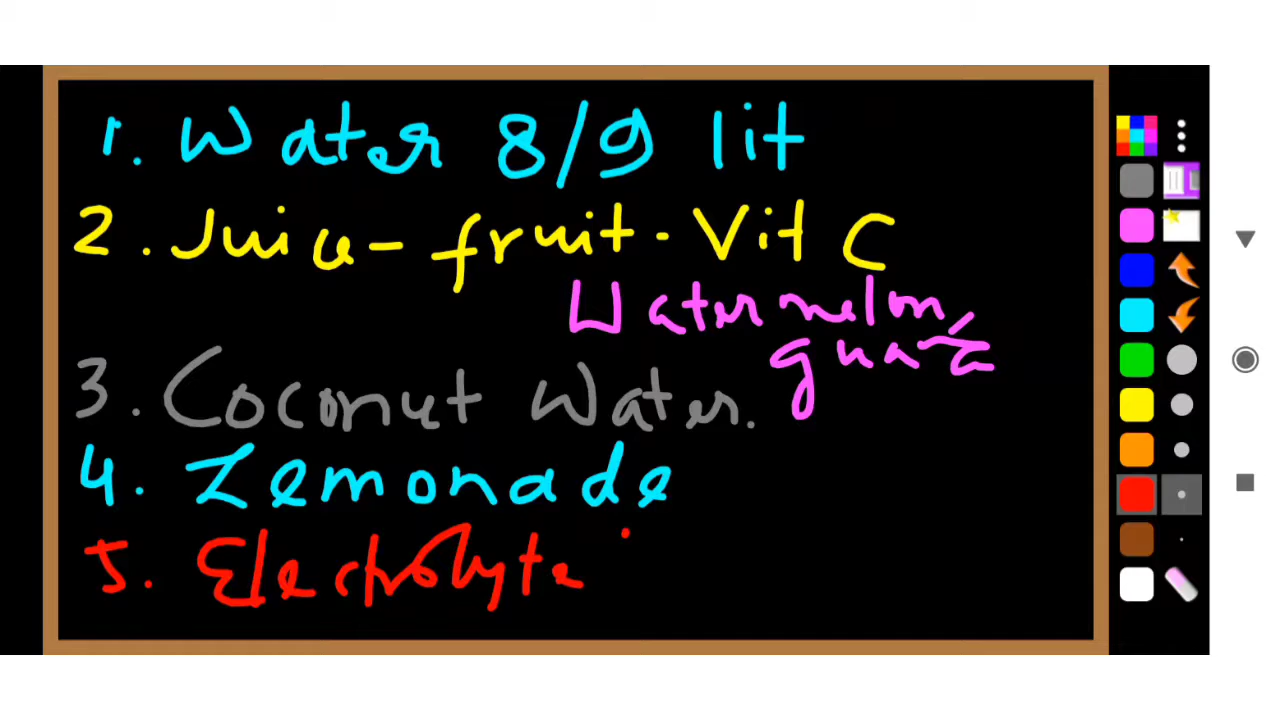 1. Water 8/9 lit
2. Juice - fruit - Vit C
Watermelon,
guava
3. Coconut Water.
4. Lemonade
5. Electrolyte